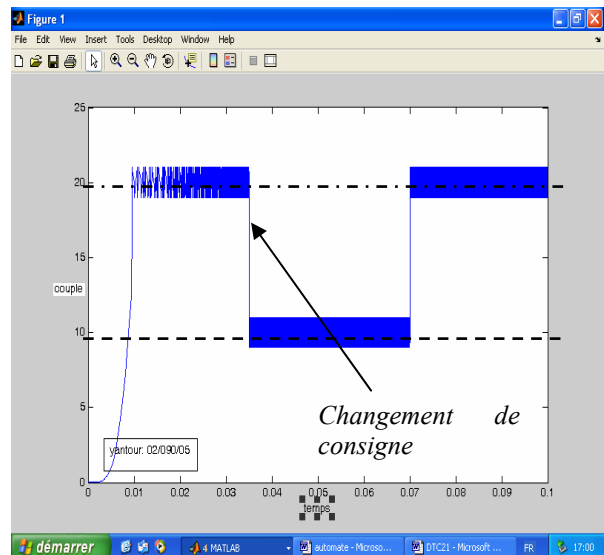 Figure 1
File Edit View Insert Tools Desktop Window Help
25
20
15
couple
10
5
0
Changement de
consigne
yantour: 02/090/05
0 0.01 0.02 0.03 0.04 0.05 0.06 0.07 0.08 0.09 0.1
temps
démarrer 4 MATLAB automate - Microso... DTC21 - Microsoft ... FR 17:00